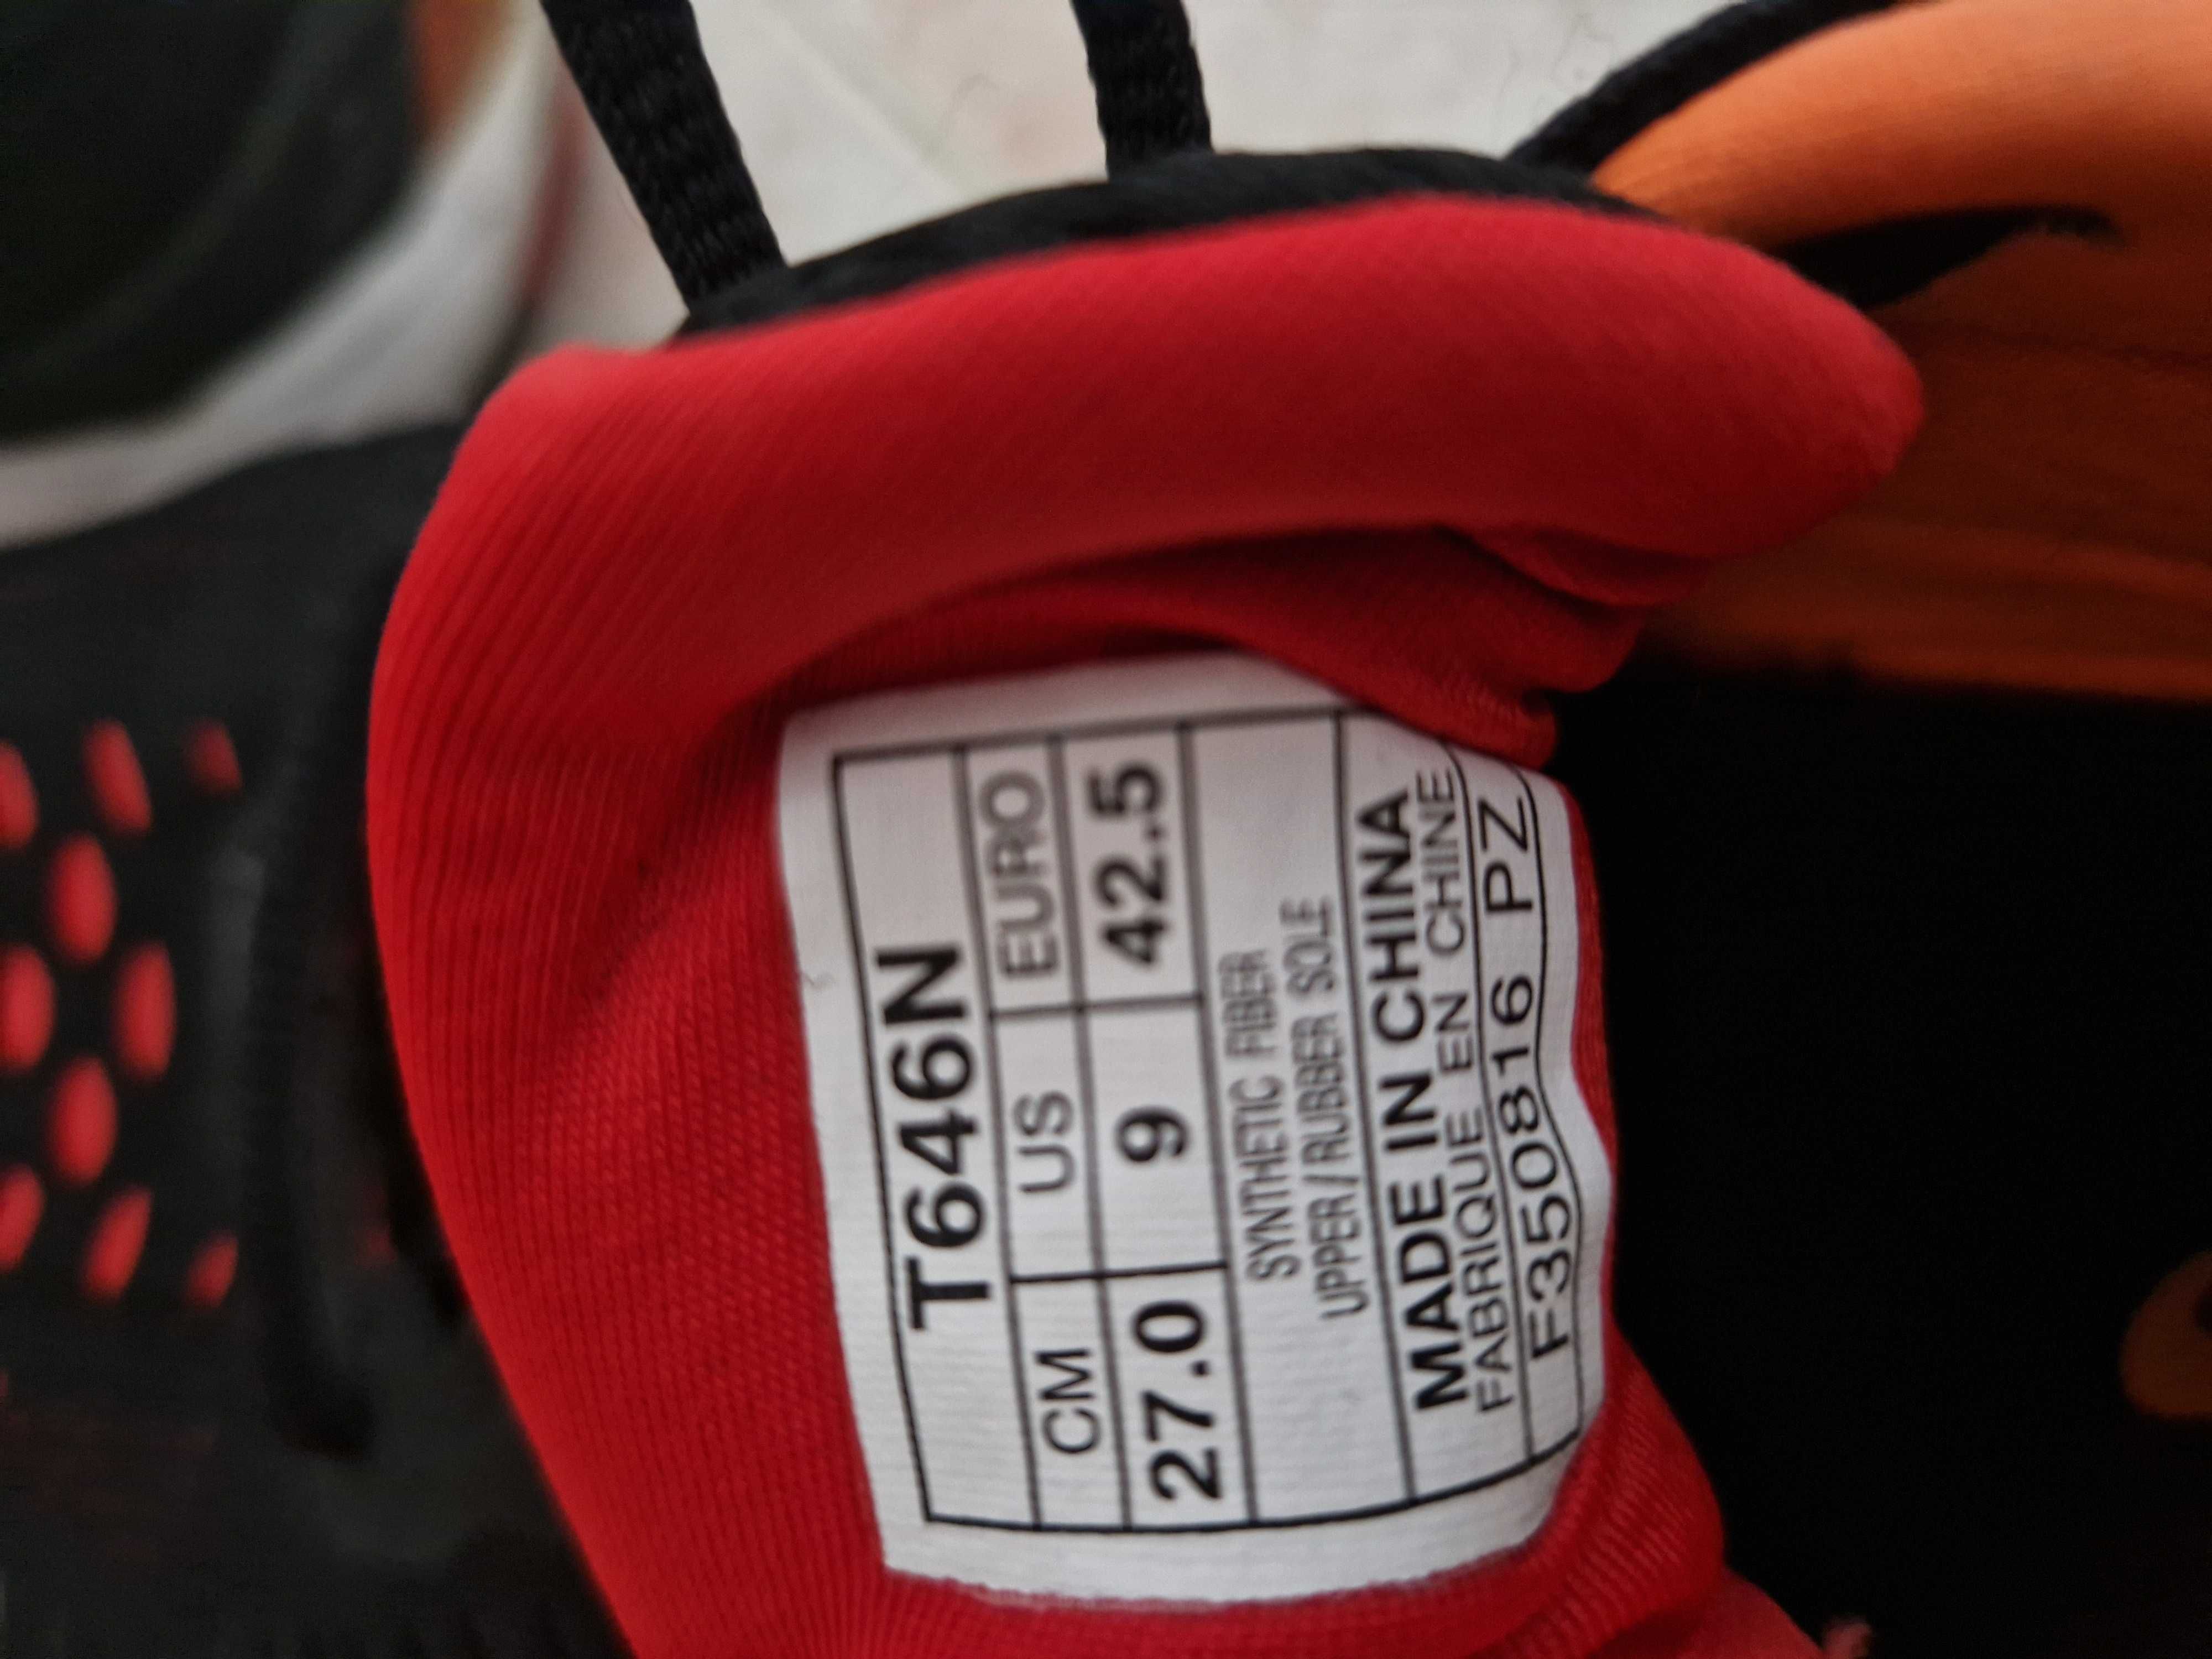 T646N
CM US EURO
27.0 9 42.5
SYNTHETIC FIBER
UPPER/RUBBER SOLE
MADE IN CHINA
FABRIQUE EN CHINE
F350816 PZ